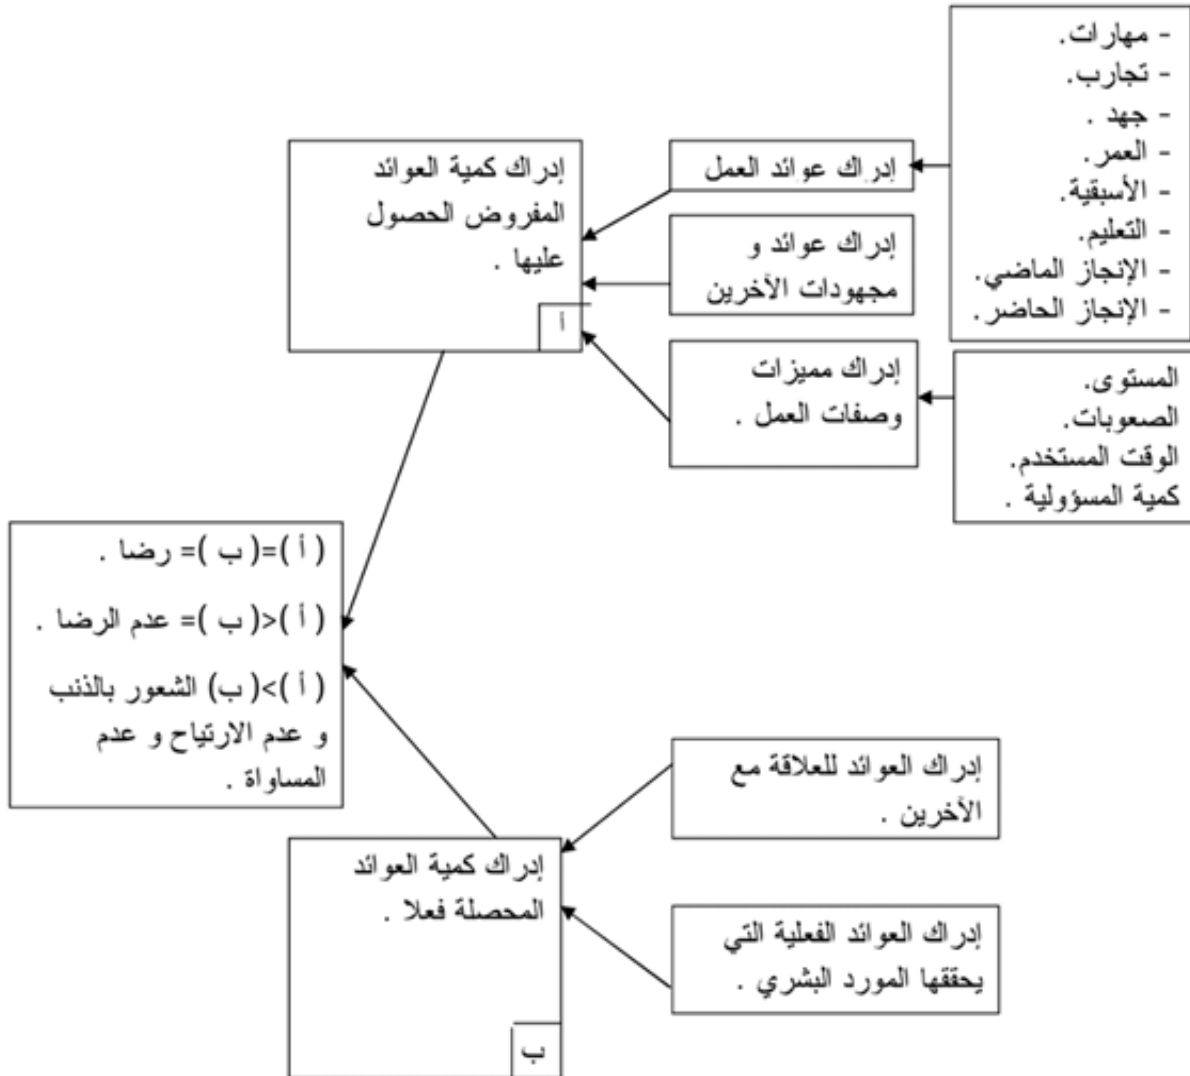 - مهارات.
- تجارب.
- جهد .
- العمر.
- الأسبقية.
- التعليم.
- الإنجاز الماضي.
- الإنجاز الحاضر.
إدراك عوائد العمل
إدراك كمية العوائد
المفروض الحصول
عليها .
أ
إدراك عوائد و
مجهودات الآخرين
إدراك مميزات
وصفات العمل .
المستوى.
الصعوبات.
الوقت المستخدم.
كمية المسؤولية .
( أ )=( ب )= رضا .
( أ )>( ب )= عدم الرضا .
( أ )<( ب) الشعور بالذنب
و عدم الارتياح و عدم
المساواة .
إدراك العوائد للعلاقة مع
الآخرين .
إدراك كمية العوائد
المحصلة فعلا .
ب
إدراك العوائد الفعلية التي
يحققها المورد البشري .